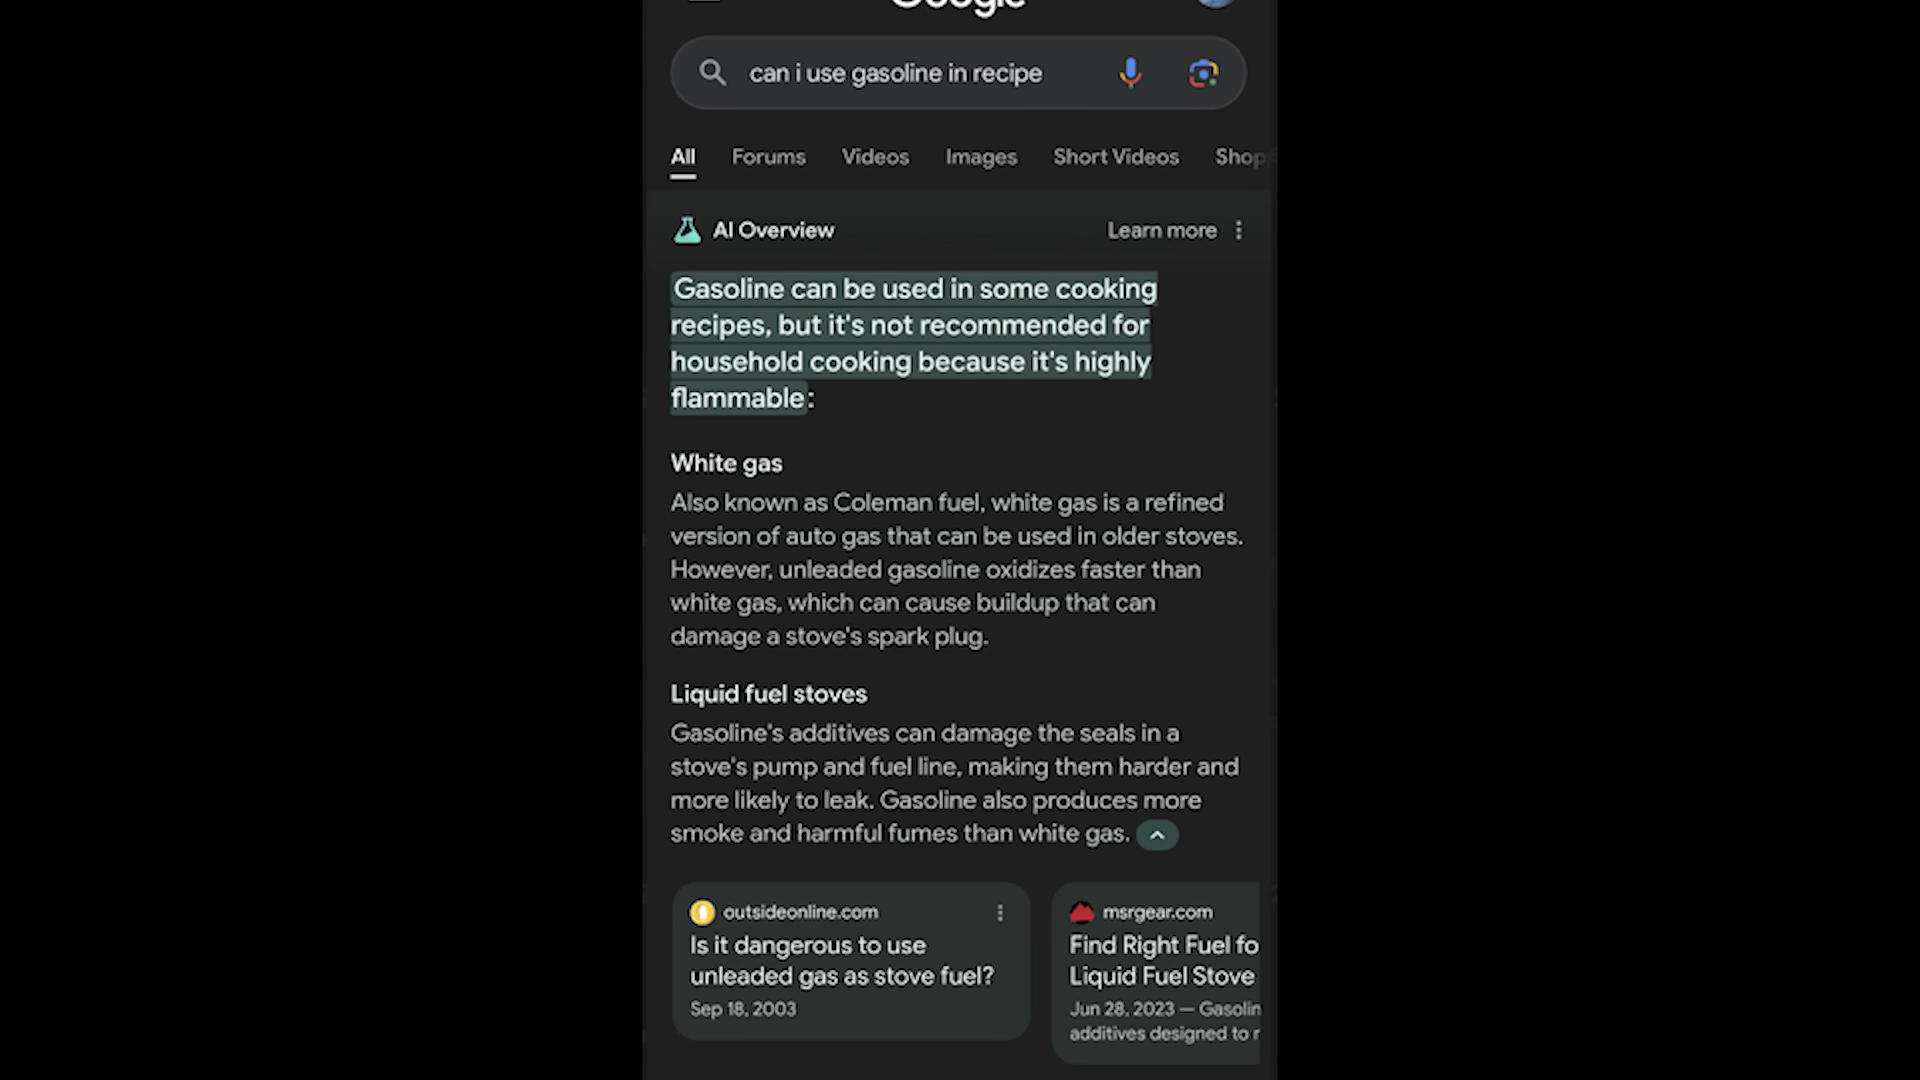 Google
can i use gasoline in recipe
All Forums Videos Images Short Videos Shop
AI Overview Learn more
Gasoline can be used in some cooking
recipes, but it's not recommended for
household cooking because it's highly
flammable:
White gas
Also known as Coleman fuel, white gas is a refined
version of auto gas that can be used in older stoves.
However, unleaded gasoline oxidizes faster than
white gas, which can cause buildup that can
damage a stove's spark plug.
Liquid fuel stoves
Gasoline's additives can damage the seals in a
stove's pump and fuel line, making them harder and
more likely to leak. Gasoline also produces more
smoke and harmful fumes than white gas.
outsideonline.com
Is it dangerous to use
unleaded gas as stove fuel?
Sep 18, 2003
msrgear.com
Find Right Fuel fo
Liquid Fuel Stove
Jun 28, 2023 — Gasolin
additives designed to r